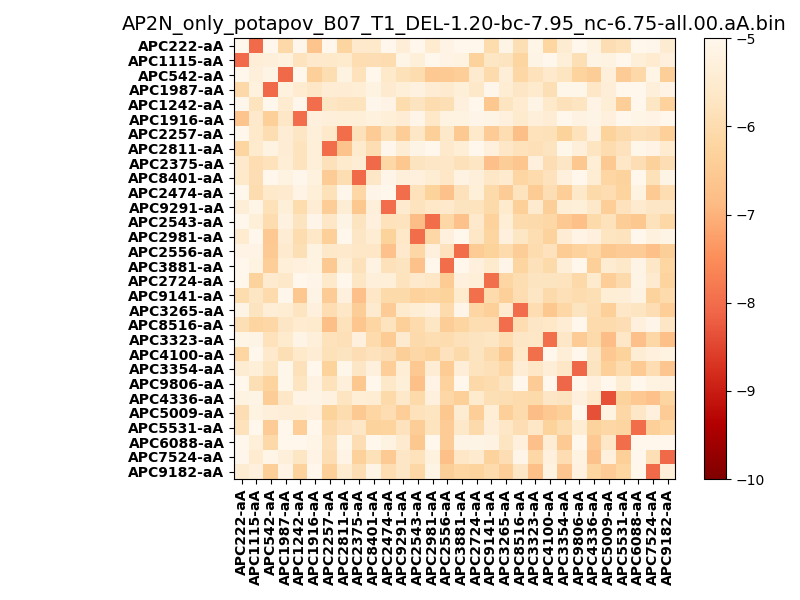 AP2N_only_potapov_B07_T1_DEL-1.20-bc-7.95_nc-6.75-all.00.aA.bin
APC222-aA
APC1115-aA
APC542-aA
APC1987-aA
APC1242-aA
APC1916-aA
APC2257-aA
APC2811-aA
APC2375-aA
APC8401-aA
APC2474-aA
APC9291-aA
APC2543-aA
APC2981-aA
APC2556-aA
APC3881-aA
APC2724-aA
APC9141-aA
APC3265-aA
APC8516-aA
APC3323-aA
APC4100-aA
APC3354-aA
APC9806-aA
APC4336-aA
APC5009-aA
APC5531-aA
APC6088-aA
APC7524-aA
APC9182-aA
−5
−6
−7
−8
−9
−10
APC222-aA
APC1115-aA
APC542-aA
APC1987-aA
APC1242-aA
APC1916-aA
APC2257-aA
APC2811-aA
APC2375-aA
APC8401-aA
APC2474-aA
APC9291-aA
APC2543-aA
APC2981-aA
APC2556-aA
APC3881-aA
APC2724-aA
APC9141-aA
APC3265-aA
APC8516-aA
APC3323-aA
APC4100-aA
APC3354-aA
APC9806-aA
APC4336-aA
APC5009-aA
APC5531-aA
APC6088-aA
APC7524-aA
APC9182-aA